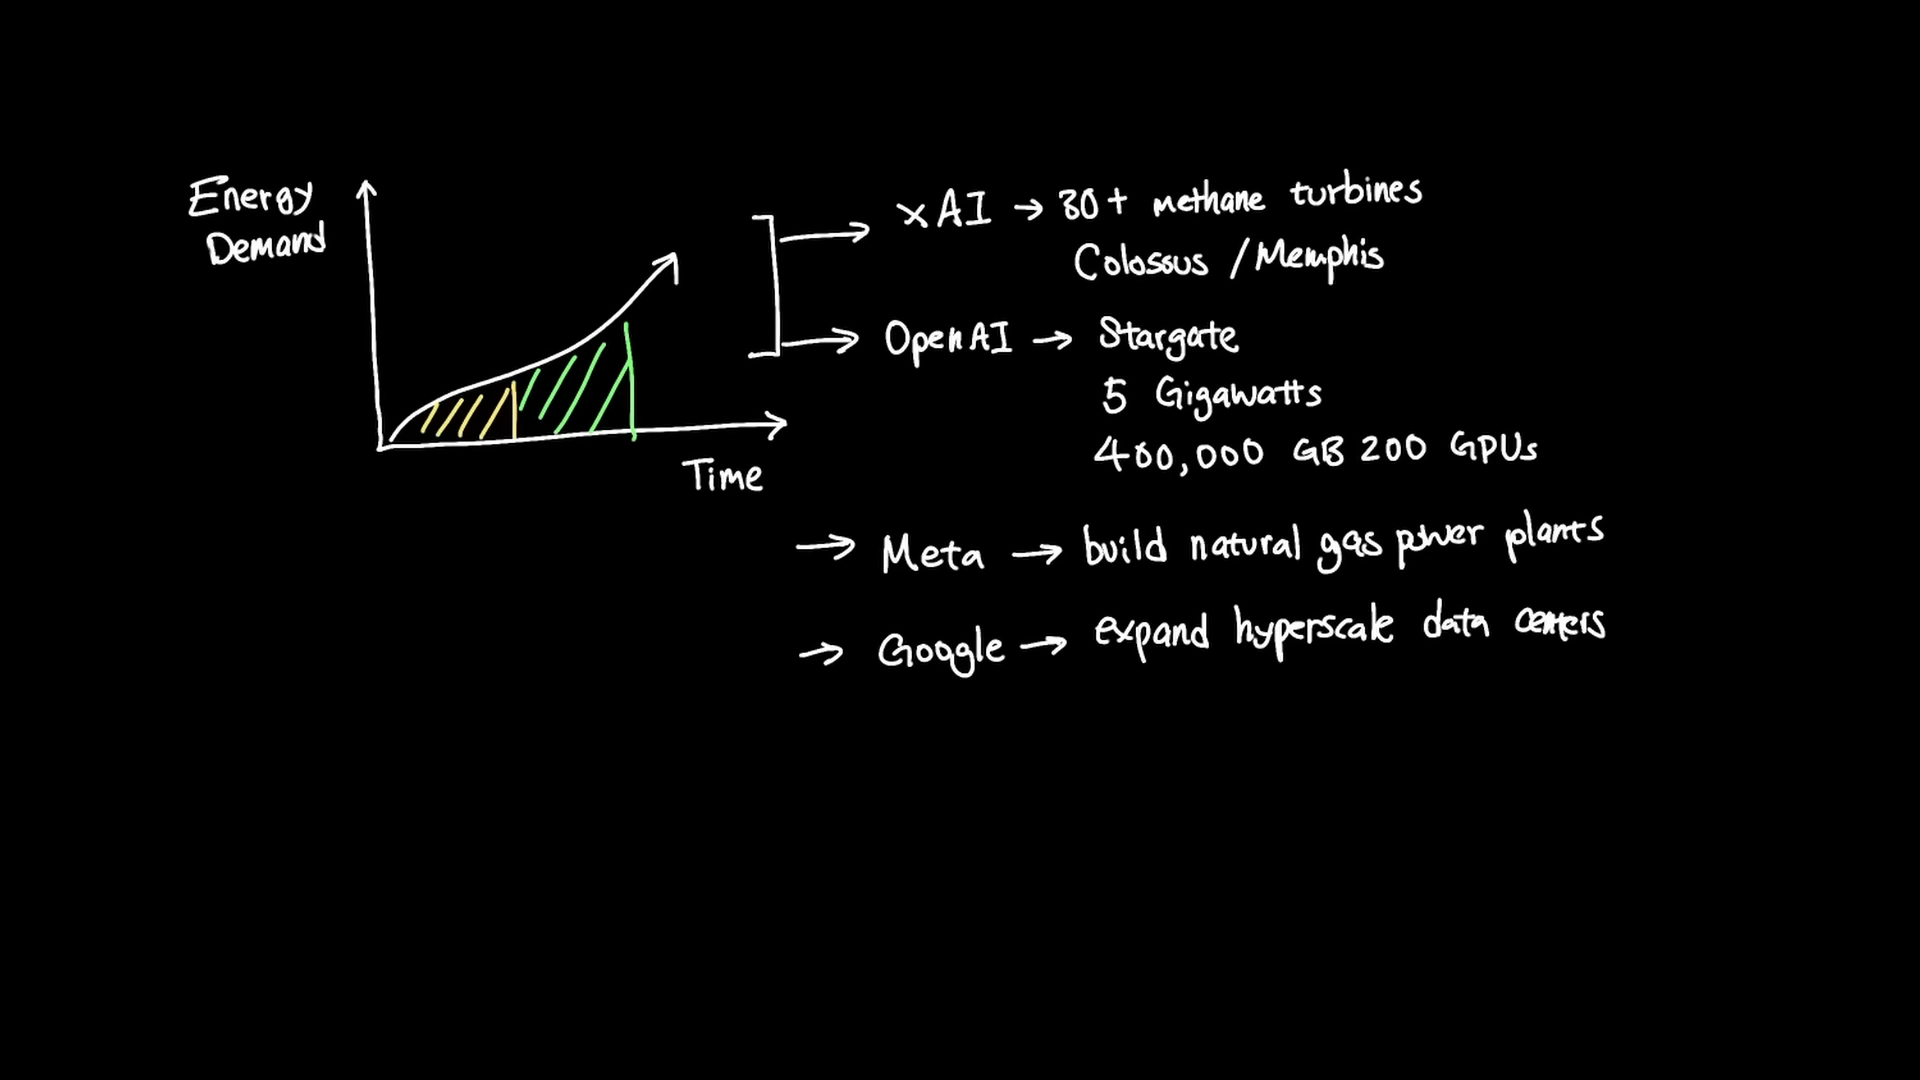 Energy
Demand
Time
xAI → 30+ methane turbines
Colossus / Memphis
OpenAI → Stargate
5 Gigawatts
400,000 GB 200 GPUs
→ Meta → build natural gas power plants
→ Google → expand hyperscale data centers